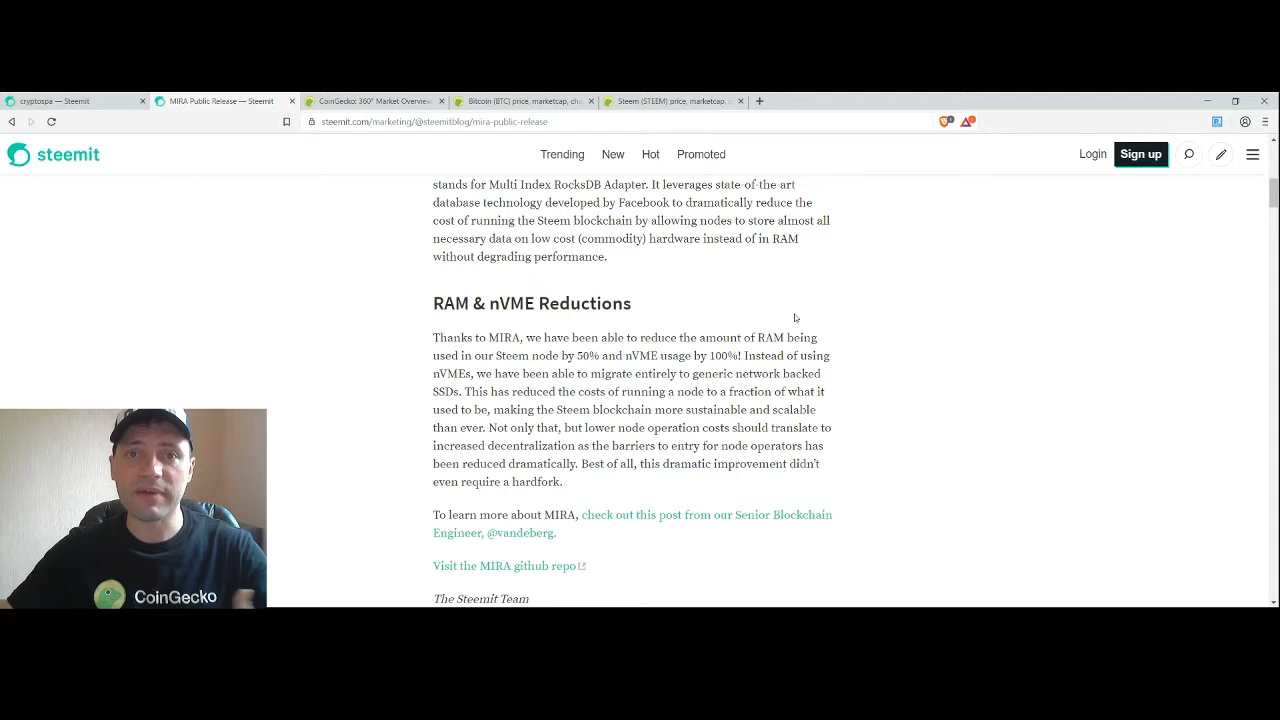 cryptospa — Steemit
MIRA Public Release — Steemit
CoinGecko: 360° Market Overview
Bitcoin (BTC) price, marketcap, cha
Steem (STEEM) price, marketcap,
steemit.com/marketing/@steemitblog/mira-public-release
steemit
Trending New Hot Promoted
Login Sign up
stands for Multi Index RocksDB Adapter. It leverages state-of-the-art
database technology developed by Facebook to dramatically reduce the
cost of running the Steem blockchain by allowing nodes to store almost all
necessary data on low cost (commodity) hardware instead of in RAM
without degrading performance.
RAM & nVME Reductions
Thanks to MIRA, we have been able to reduce the amount of RAM being
used in our Steem node by 50% and nVME usage by 100%! Instead of using
nVMEs, we have been able to migrate entirely to generic network backed
SSDs. This has reduced the costs of running a node to a fraction of what it
used to be, making the Steem blockchain more sustainable and scalable
than ever. Not only that, but lower node operation costs should translate to
increased decentralization as the barriers to entry for node operators has
been reduced dramatically. Best of all, this dramatic improvement didn't
even require a hardfork.
To learn more about MIRA, check out this post from our Senior Blockchain
Engineer, @vandeberg.
Visit the MIRA github repo
The Steemit Team
CoinGecko